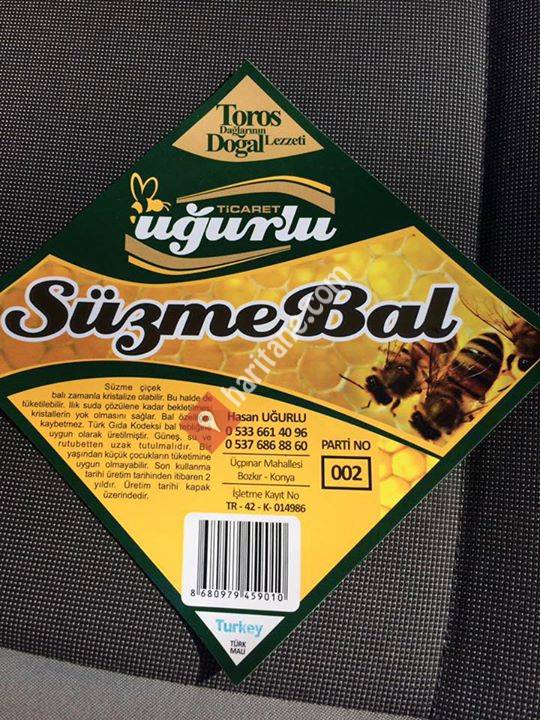 Toros
Dağlarının
Doğal Lezzeti
TİCARET
uğurlu
Süzme Bal
Süzme çiçek
balı zamanla kristalize olabilir. Bu halde de
tüketilebilir. Ilık suda çözülene kadar bekletilmesi
kristallerin yok olmasını sağlar. Bal özelliğini
kaybetmez. Türk Gıda Kodeksi bal tebliğine
uygun olarak üretilmiştir. Güneş, su ve
rutubetten uzak tutulmalıdır. Bir
yaşından küçük çocukların tüketimine
uygun olmayabilir. Son kullanma
tarihi üretim tarihinden itibaren 2
yıldır. Üretim tarihi kapak
üzerindedir.
Hasan UĞURLU
0 533 661 40 96
0 537 686 88 60
Üçpınar Mahallesi
Bozkır - Konya
İşletme Kayıt No
TR - 42 - K- 014986
PARTİ NO
002
8 680979 459010
Turkey
TÜRK
MALI
haritane.com